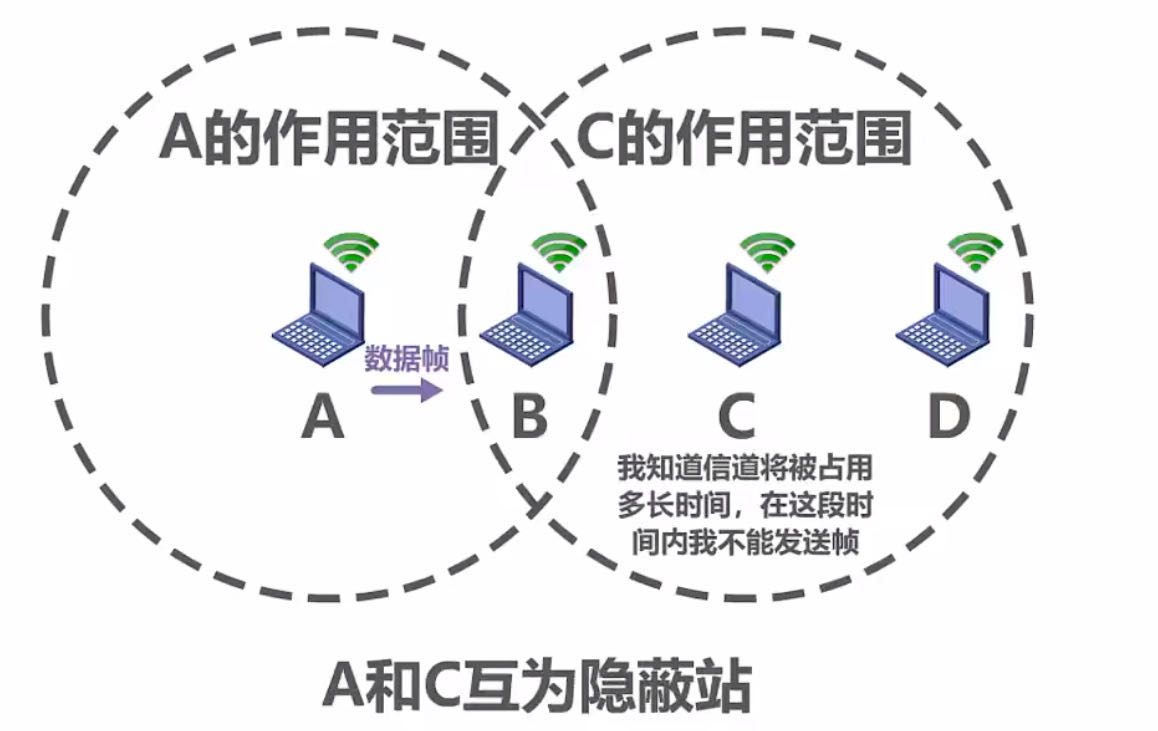 A的作用范围
C的作用范围
数据帧
A
B
C
D
我知道信道将被占用
多长时间，在这段时
间内我不能发送帧
A和C互为隐蔽站